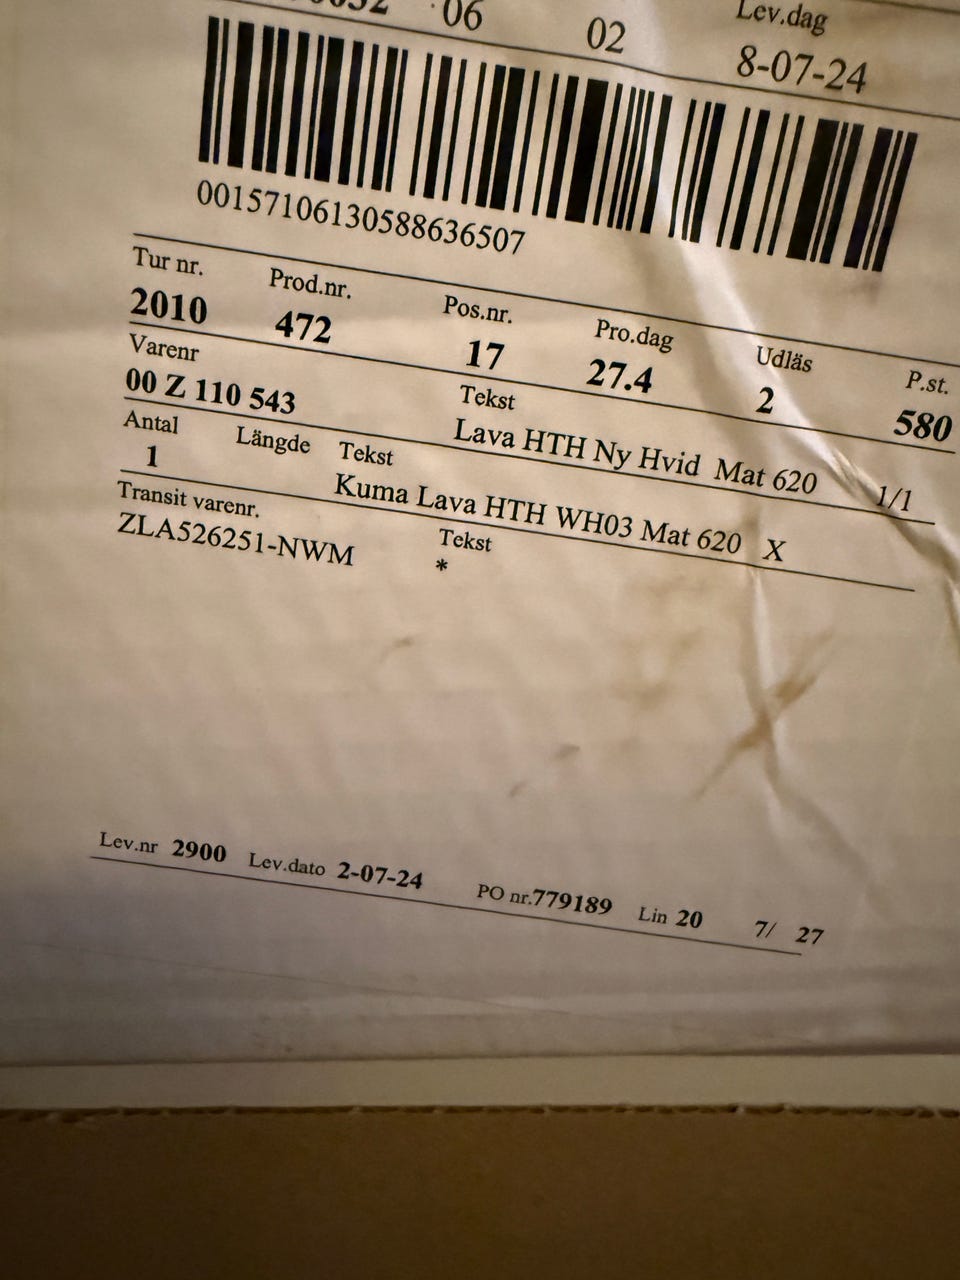 06 02 Lev.dag
8-07-24
00157106130588636507
Tur nr. Prod.nr. Pos.nr. Pro.dag Udläs P.st.
2010 472 17 27.4 2 580
Varenr Tekst
00 Z 110 543 Lava HTH Ny Hvid Mat 620 1/1
Antal Längde Tekst
1 Kuma Lava HTH WH03 Mat 620 X
Transit varenr. Tekst
ZLA526251-NWM *
Lev.nr 2900 Lev.dato 2-07-24 PO nr.779189 Lin 20 7/ 27